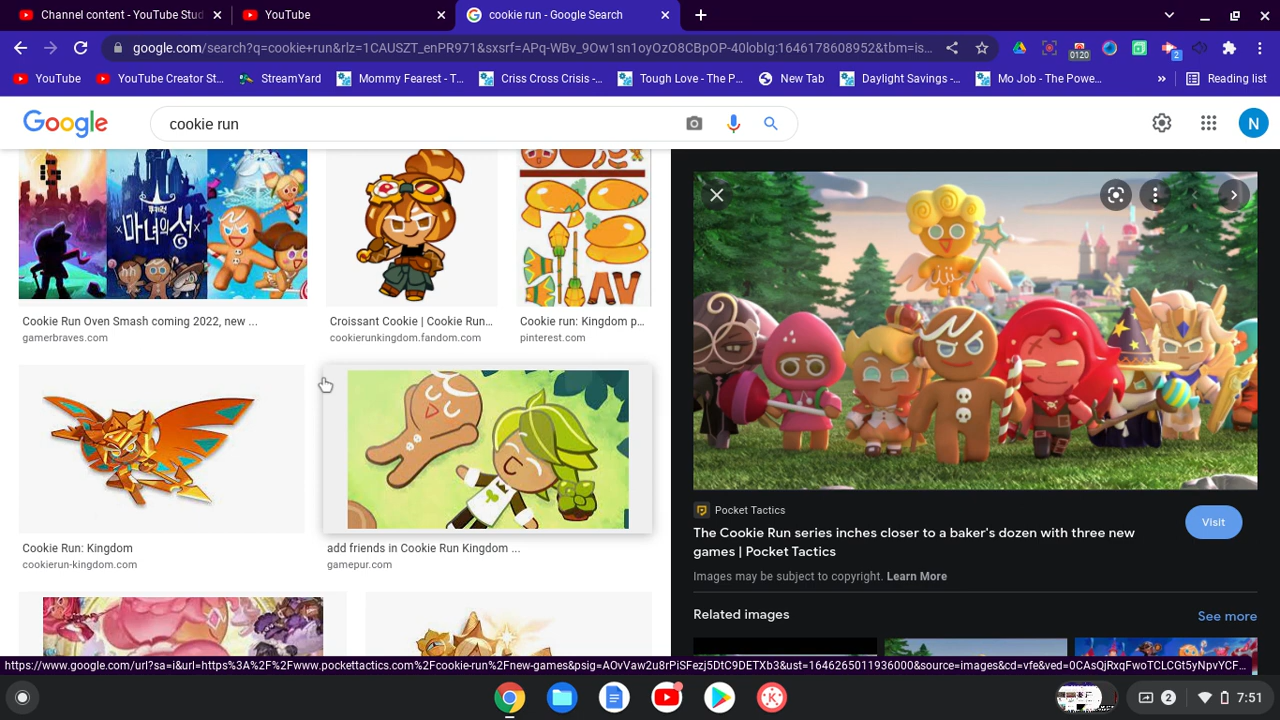 Channel content - YouTube Stud
YouTube
cookie run - Google Search
google.com/search?q=cookie+run&rlz=1CAUSZT_enPR971&sxsrf=APq-WBv_9Ow1sn1oyOzO8CBpOP-40lobIg:1646178608952&tbm=is...
0120
2
YouTube
YouTube Creator St...
StreamYard
Mommy Fearest - T...
Criss Cross Crisis -...
Tough Love - The P...
New Tab
Daylight Savings -...
Mo Job - The Powe...
»
Reading list
Google
cookie run
N
마녀의성
Cookie Run Oven Smash coming 2022, new ...
gamerbraves.com
Croissant Cookie | Cookie Run...
cookierunkingdom.fandom.com
Cookie run: Kingdom p...
pinterest.com
Cookie Run: Kingdom
cookierun-kingdom.com
add friends in Cookie Run Kingdom ...
gamepur.com
Pocket Tactics
The Cookie Run series inches closer to a baker's dozen with three new
games | Pocket Tactics
Visit
Images may be subject to copyright. Learn More
Related images
See more
https://www.google.com/url?sa=i&url=https%3A%2F%2Fwww.pockettactics.com%2Fcookie-run%2Fnew-games&psig=AOvVaw2u8rPiSFezj5DtC9DETXb3&ust=1646265011936000&source=images&cd=vfe&ved=0CAsQjRxqFwoTCLCGt5yNpvYCF...
2
7:51